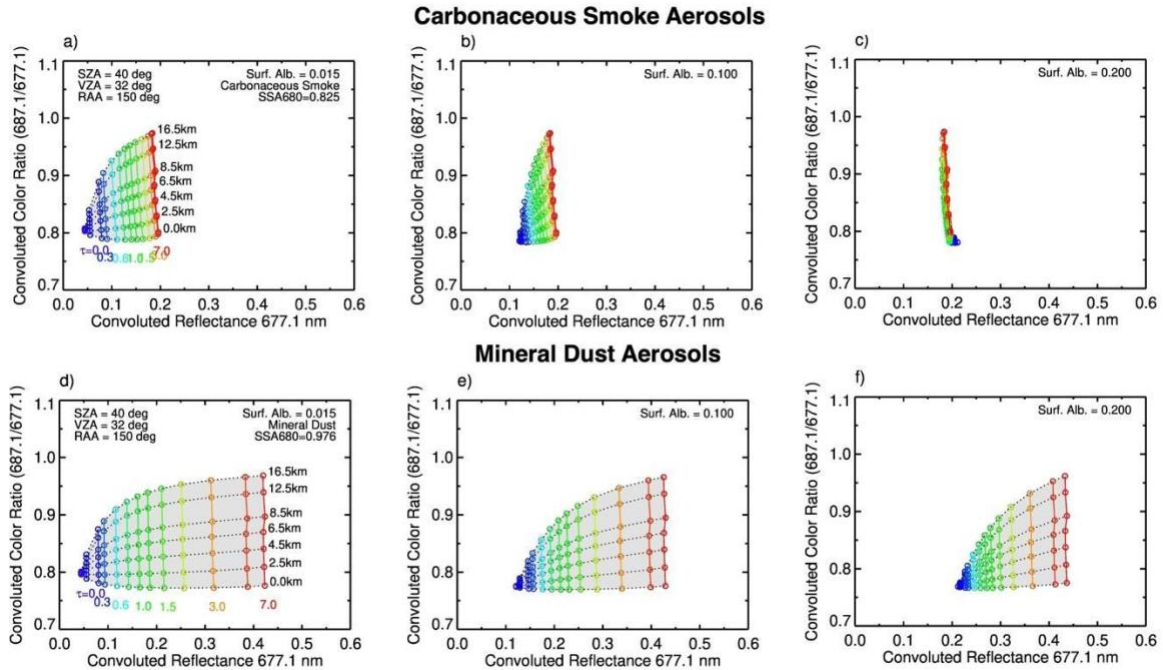 Carbonaceous Smoke Aerosols
a)
Convoluted Color Ratio (687.1/677.1)
1.1
1.0
0.9
0.8
0.7
SZA = 40 deg
VZA = 32 deg
RAA = 150 deg
Surf. Alb. = 0.015
Carbonaceous Smoke
SSA680=0.825
16.5km
12.5km
8.5km
6.5km
4.5km
2.5km
0.0km
τ=0.0
0.3
0.6
1.0
1.5
3.0
7.0
0.0 0.1 0.2 0.3 0.4 0.5 0.6
Convoluted Reflectance 677.1 nm
b)
Convoluted Color Ratio (687.1/677.1)
1.1
1.0
0.9
0.8
0.7
Surf. Alb. = 0.100
0.0 0.1 0.2 0.3 0.4 0.5 0.6
Convoluted Reflectance 677.1 nm
c)
Convoluted Color Ratio (687.1/677.1)
1.1
1.0
0.9
0.8
0.7
Surf. Alb. = 0.200
0.0 0.1 0.2 0.3 0.4 0.5 0.6
Convoluted Reflectance 677.1 nm
Mineral Dust Aerosols
d)
Convoluted Color Ratio (687.1/677.1)
1.1
1.0
0.9
0.8
0.7
SZA = 40 deg
VZA = 32 deg
RAA = 150 deg
Surf. Alb. = 0.015
Mineral Dust
SSA680=0.976
16.5km
12.5km
8.5km
6.5km
4.5km
2.5km
0.0km
τ=0.0
0.3
0.6
1.0
1.5
3.0
7.0
0.0 0.1 0.2 0.3 0.4 0.5 0.6
Convoluted Reflectance 677.1 nm
e)
Convoluted Color Ratio (687.1/677.1)
1.1
1.0
0.9
0.8
0.7
Surf. Alb. = 0.100
0.0 0.1 0.2 0.3 0.4 0.5 0.6
Convoluted Reflectance 677.1 nm
f)
Convoluted Color Ratio (687.1/677.1)
1.1
1.0
0.9
0.8
0.7
Surf. Alb. = 0.200
0.0 0.1 0.2 0.3 0.4 0.5 0.6
Convoluted Reflectance 677.1 nm